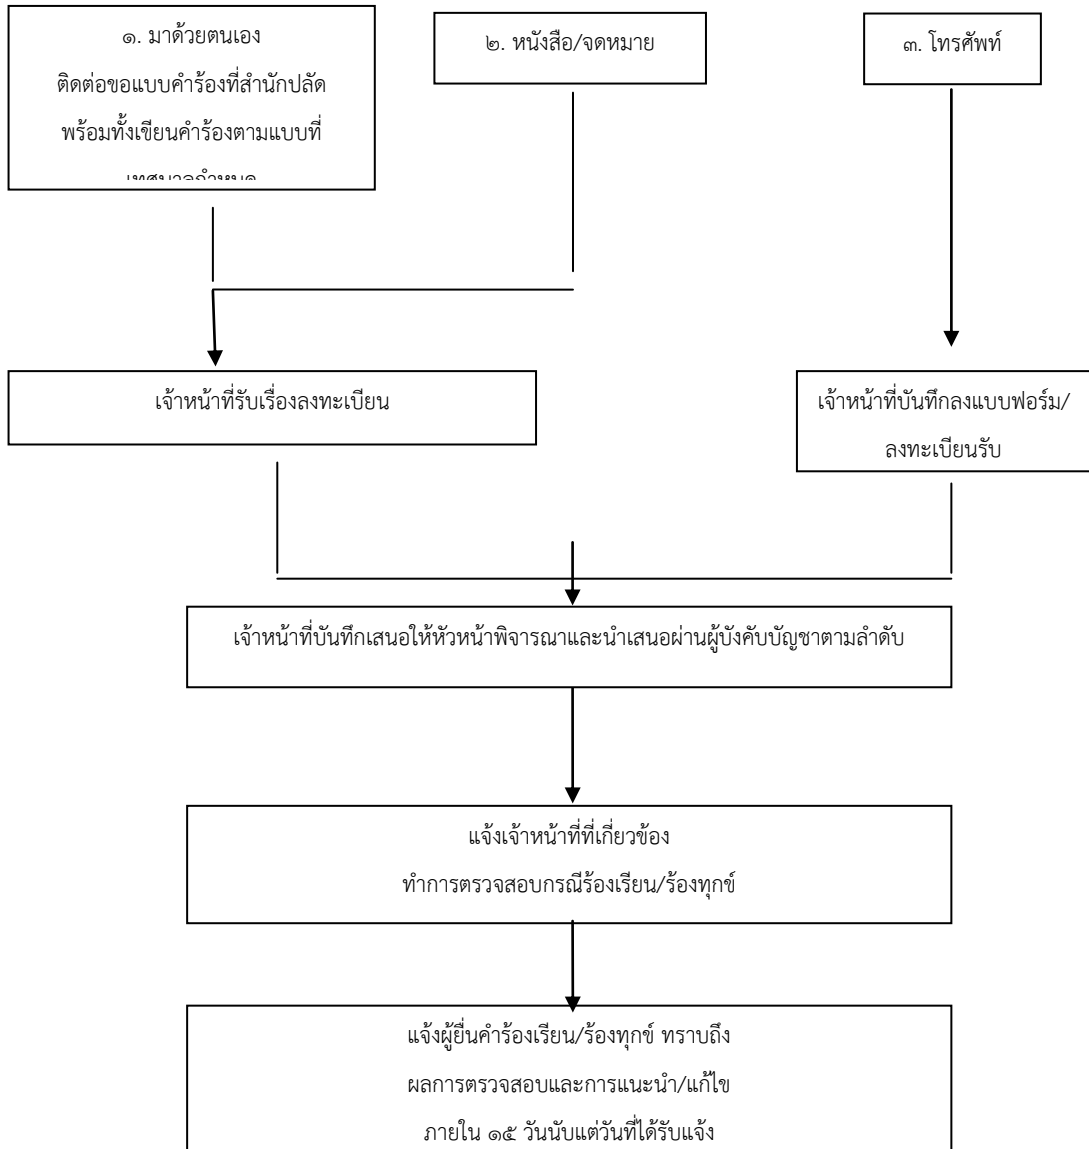 ๑. มาด้วยตนเอง
ติดต่อขอแบบคำร้องที่สำนักปลัด
พร้อมทั้งเขียนคำร้องตามแบบที่
๒. หนังสือ/จดหมาย
๓. โทรศัพท์
เจ้าหน้าที่รับเรื่องลงทะเบียน
เจ้าหน้าที่บันทึกลงแบบฟอร์ม/
ลงทะเบียนรับ
เจ้าหน้าที่บันทึกเสนอให้หัวหน้าพิจารณาและนำเสนอผ่านผู้บังคับบัญชาตามลำดับ
แจ้งเจ้าหน้าที่ที่เกี่ยวข้อง
ทำการตรวจสอบกรณีร้องเรียน/ร้องทุกข์
แจ้งผู้ยื่นคำร้องเรียน/ร้องทุกข์ ทราบถึง
ผลการตรวจสอบและการแนะนำ/แก้ไข
ภายใน ๑๕ วันนับแต่วันที่ได้รับแจ้ง